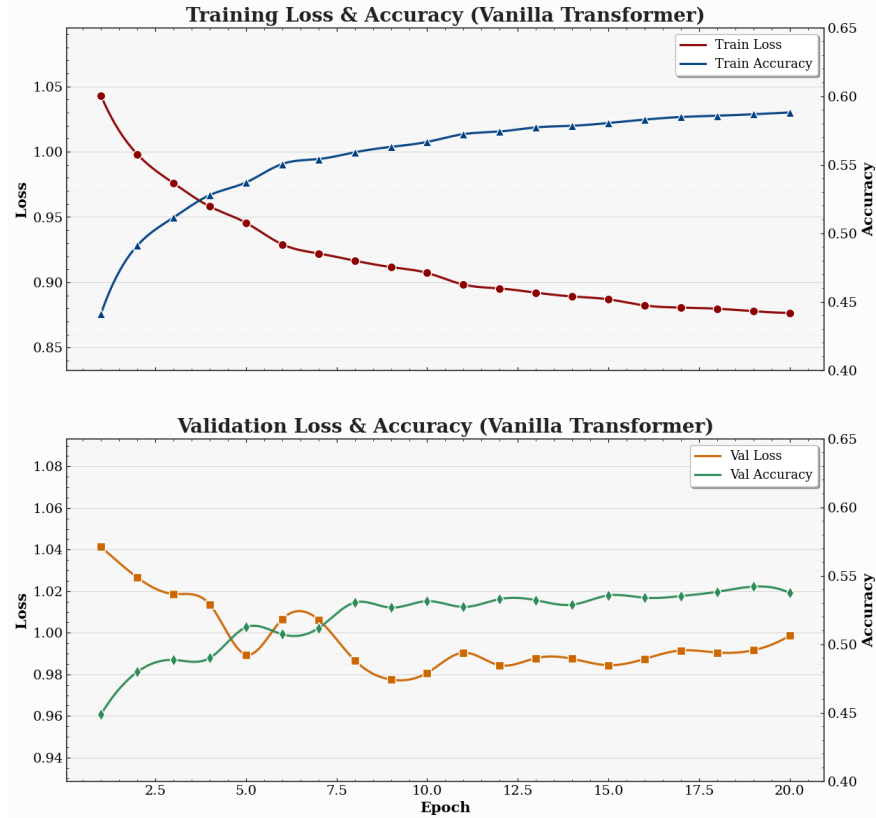 Training Loss & Accuracy (Vanilla Transformer)
Train Loss
Train Accuracy
Loss
1.05
1.00
0.95
0.90
0.85
0.65
0.60
0.55
0.50
0.45
0.40
Accuracy
Validation Loss & Accuracy (Vanilla Transformer)
Val Loss
Val Accuracy
Loss
1.08
1.06
1.04
1.02
1.00
0.98
0.96
0.94
0.65
0.60
0.55
0.50
0.45
0.40
Accuracy
2.5 5.0 7.5 10.0 12.5 15.0 17.5 20.0
Epoch